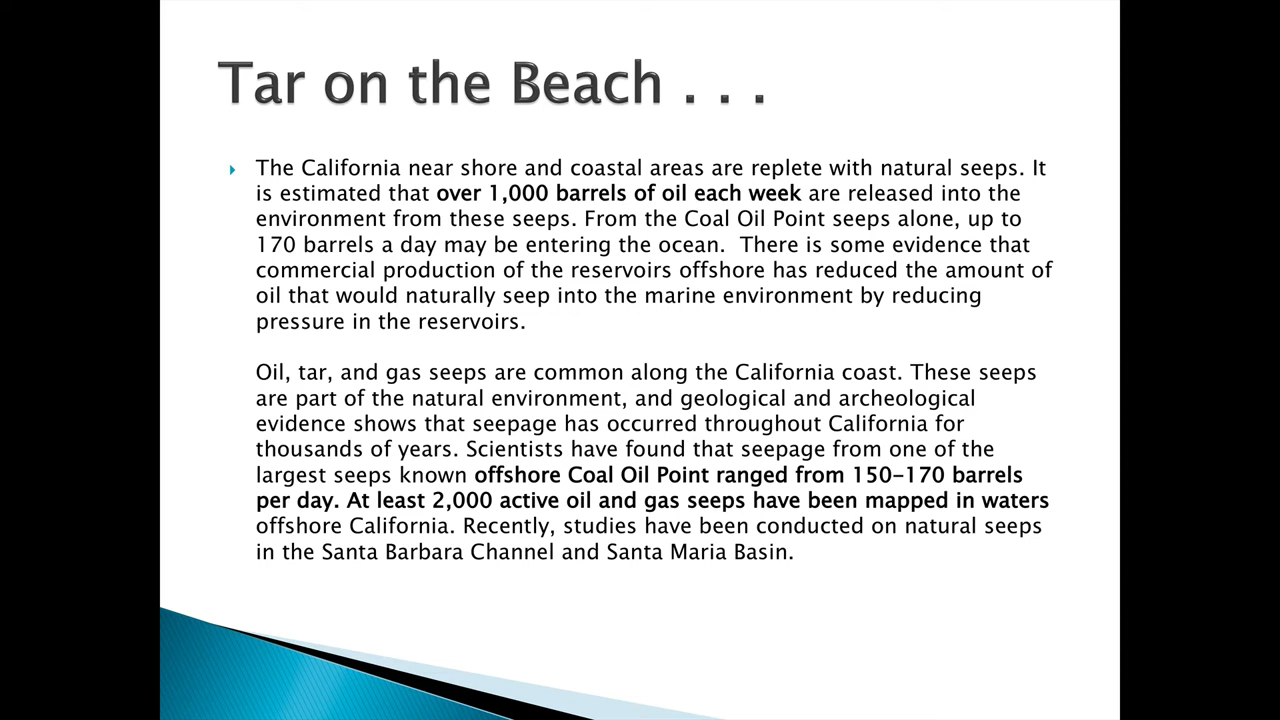 Tar on the Beach . . .
The California near shore and coastal areas are replete with natural seeps. It
is estimated that over 1,000 barrels of oil each week are released into the
environment from these seeps. From the Coal Oil Point seeps alone, up to
170 barrels a day may be entering the ocean.  There is some evidence that
commercial production of the reservoirs offshore has reduced the amount of
oil that would naturally seep into the marine environment by reducing
pressure in the reservoirs.
Oil, tar, and gas seeps are common along the California coast. These seeps
are part of the natural environment, and geological and archeological
evidence shows that seepage has occurred throughout California for
thousands of years. Scientists have found that seepage from one of the
largest seeps known offshore Coal Oil Point ranged from 150-170 barrels
per day. At least 2,000 active oil and gas seeps have been mapped in waters
offshore California. Recently, studies have been conducted on natural seeps
in the Santa Barbara Channel and Santa Maria Basin.